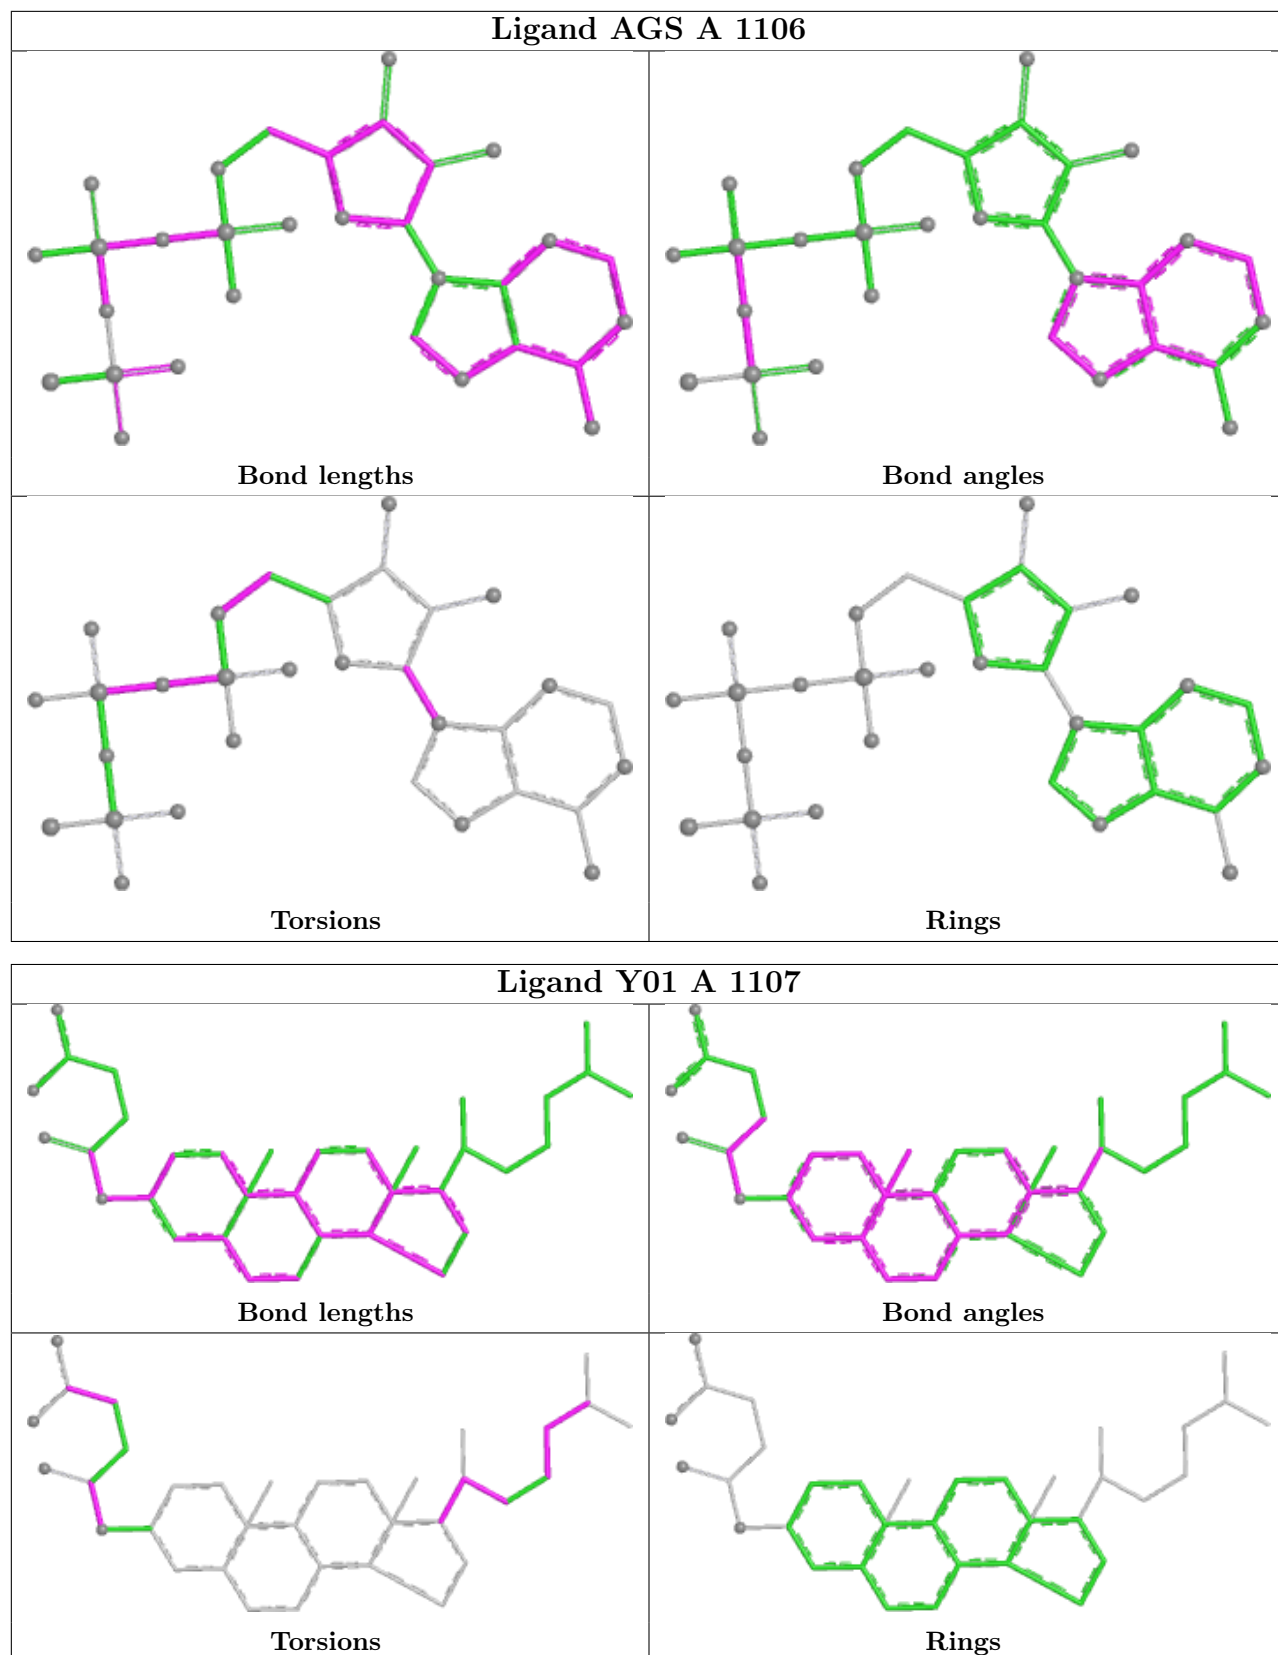 Ligand AGS A 1106
Bond lengths
Bond angles
Torsions
Rings
Ligand Y01 A 1107
Bond lengths
Bond angles
Torsions
Rings